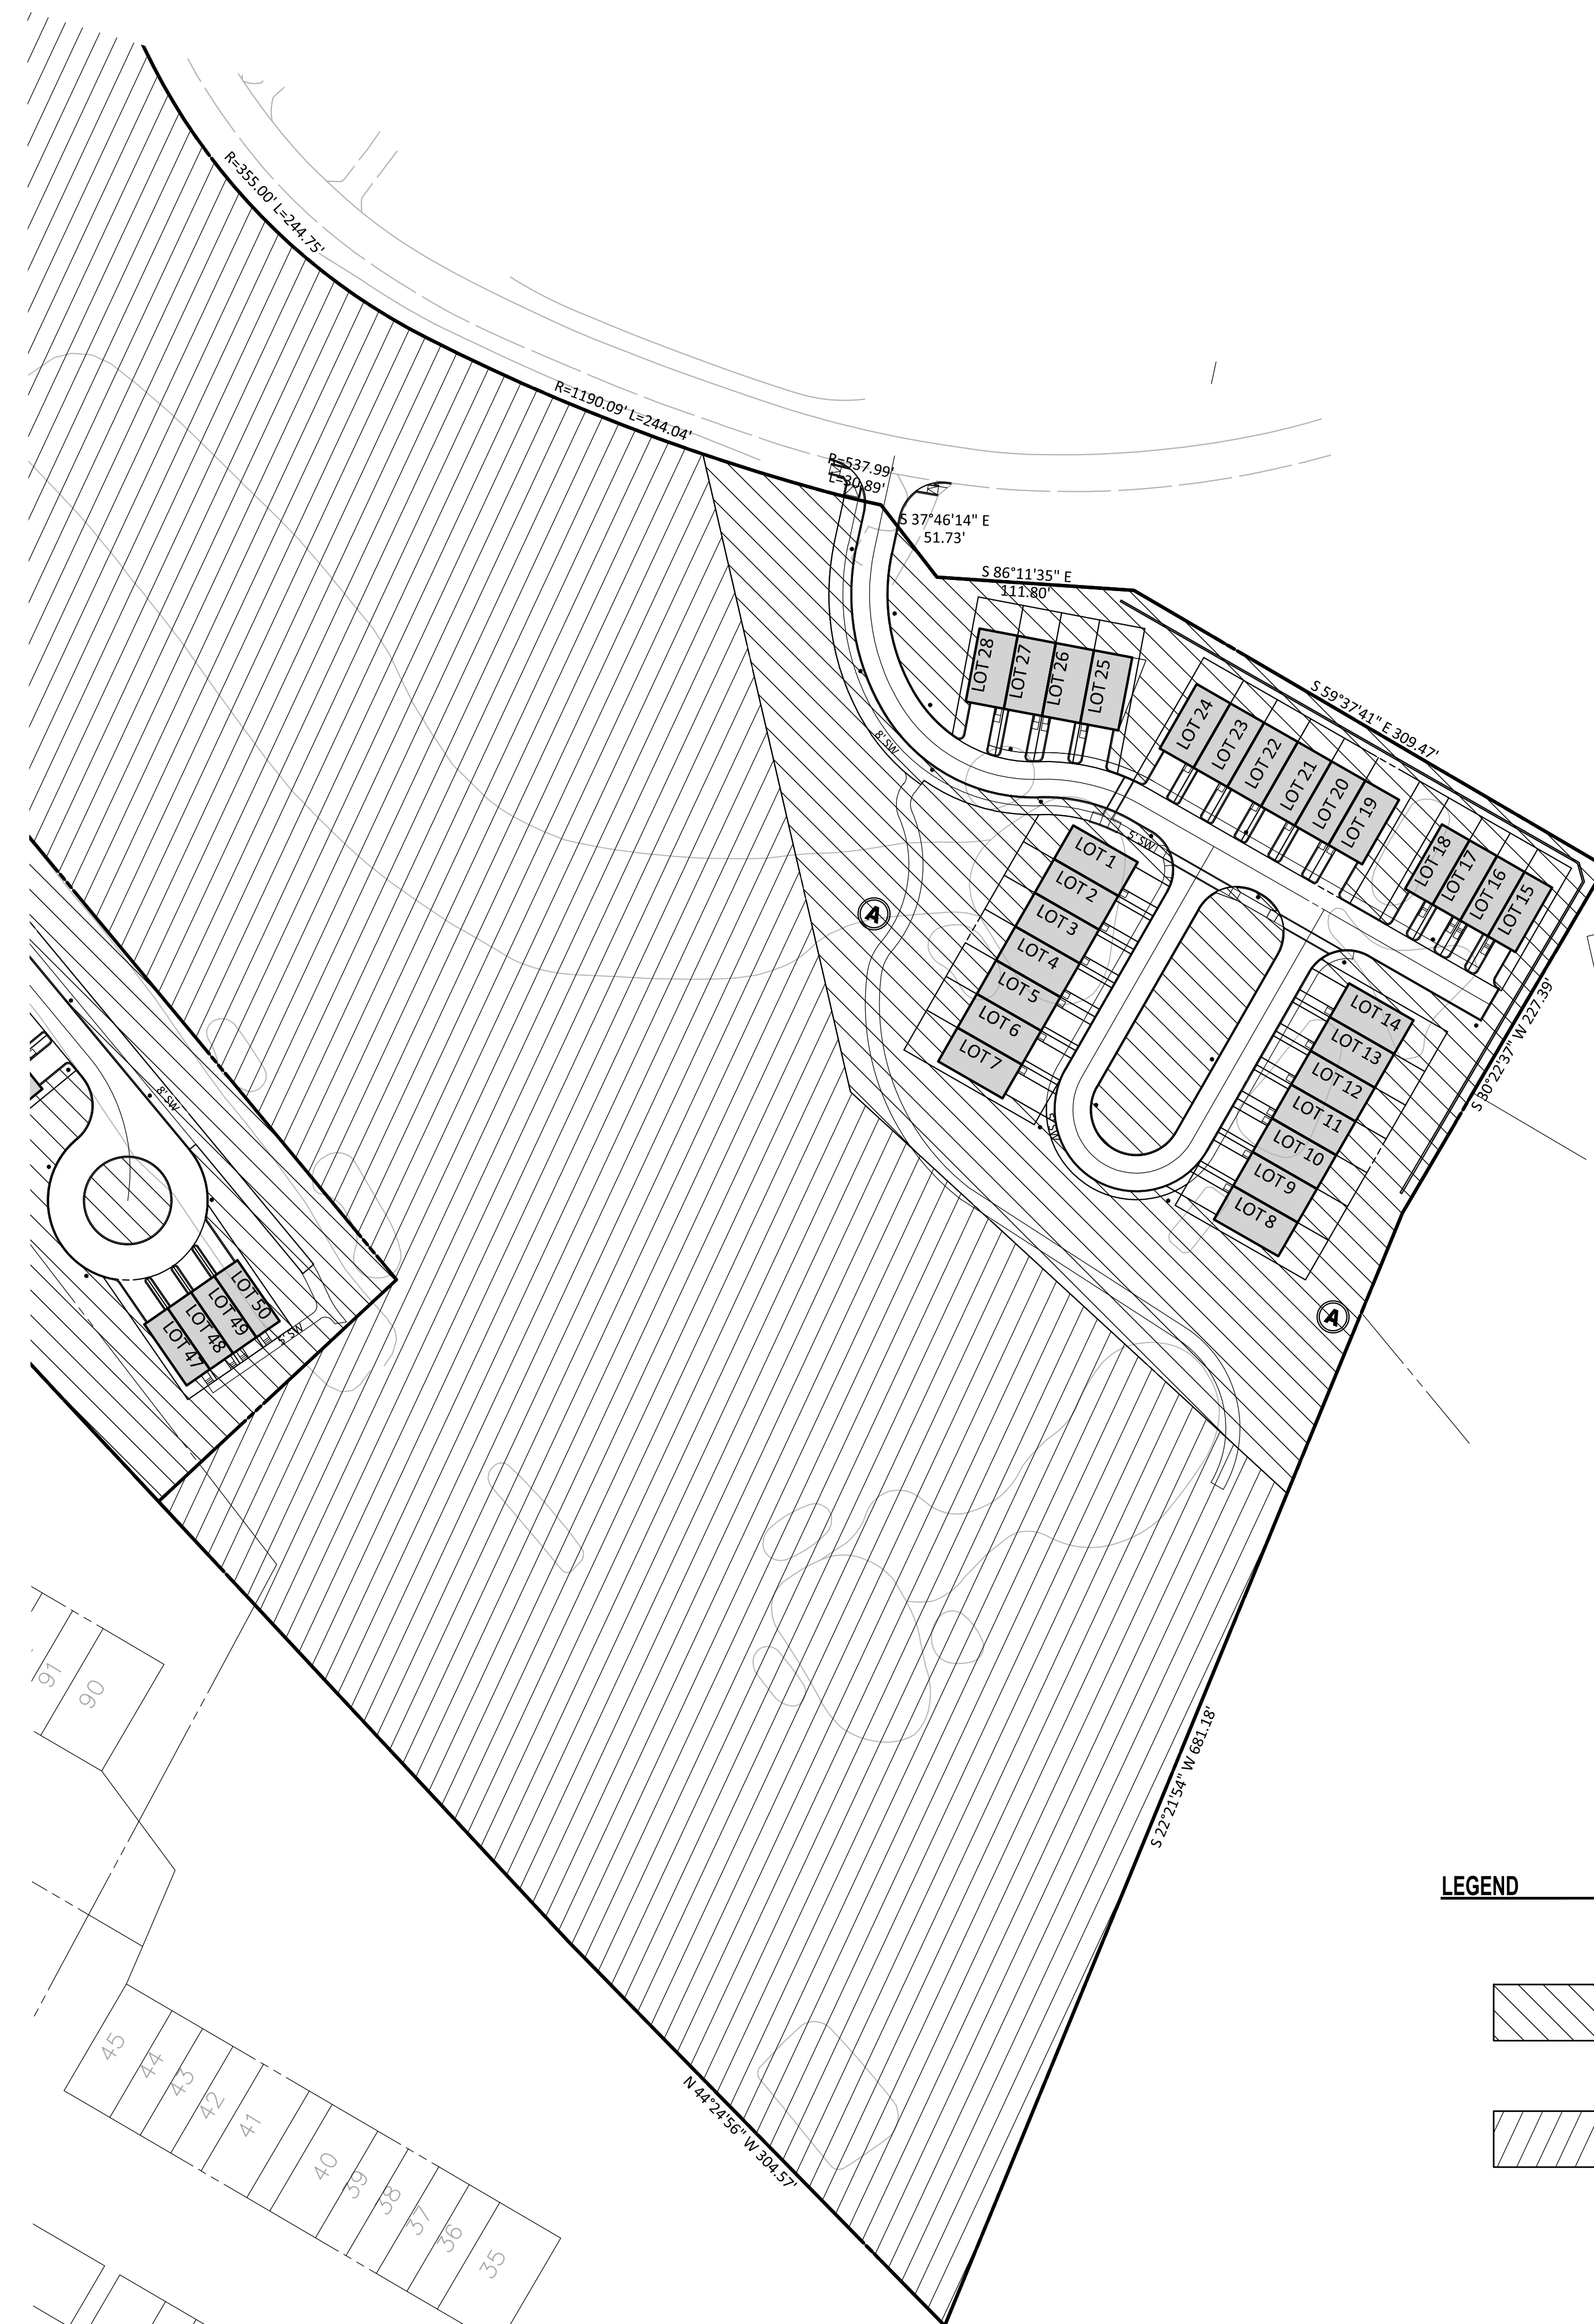 R=355.00' L=244.75'
R=1190.09' L=244.04'
R=537.99'
L=30.89'
S 37°46'14" E
51.73'
S 86°11'35" E
111.80'
S 59°37'41" E 309.47'
LOT 28
LOT 27
LOT 26
LOT 25
LOT 24
LOT 23
LOT 22
LOT 21
LOT 20
LOT 19
LOT 18
LOT 17
LOT 16
LOT 15
8' SW
5' SW
LOT 1
LOT 2
LOT 3
LOT 4
LOT 5
LOT 6
LOT 7
A
LOT 14
LOT 13
LOT 12
LOT 11
LOT 10
LOT 9
LOT 8
S 30°22'37" W 227.39'
5' SW
A
8' SW
LOT 50
LOT 49
LOT 48
LOT 47
5' SW
91
90
S 22°21'54" W 681.18'
LEGEND
45
44
43
42
41
40
39
38
37
36
35
N 44°24'56" W 304.57'